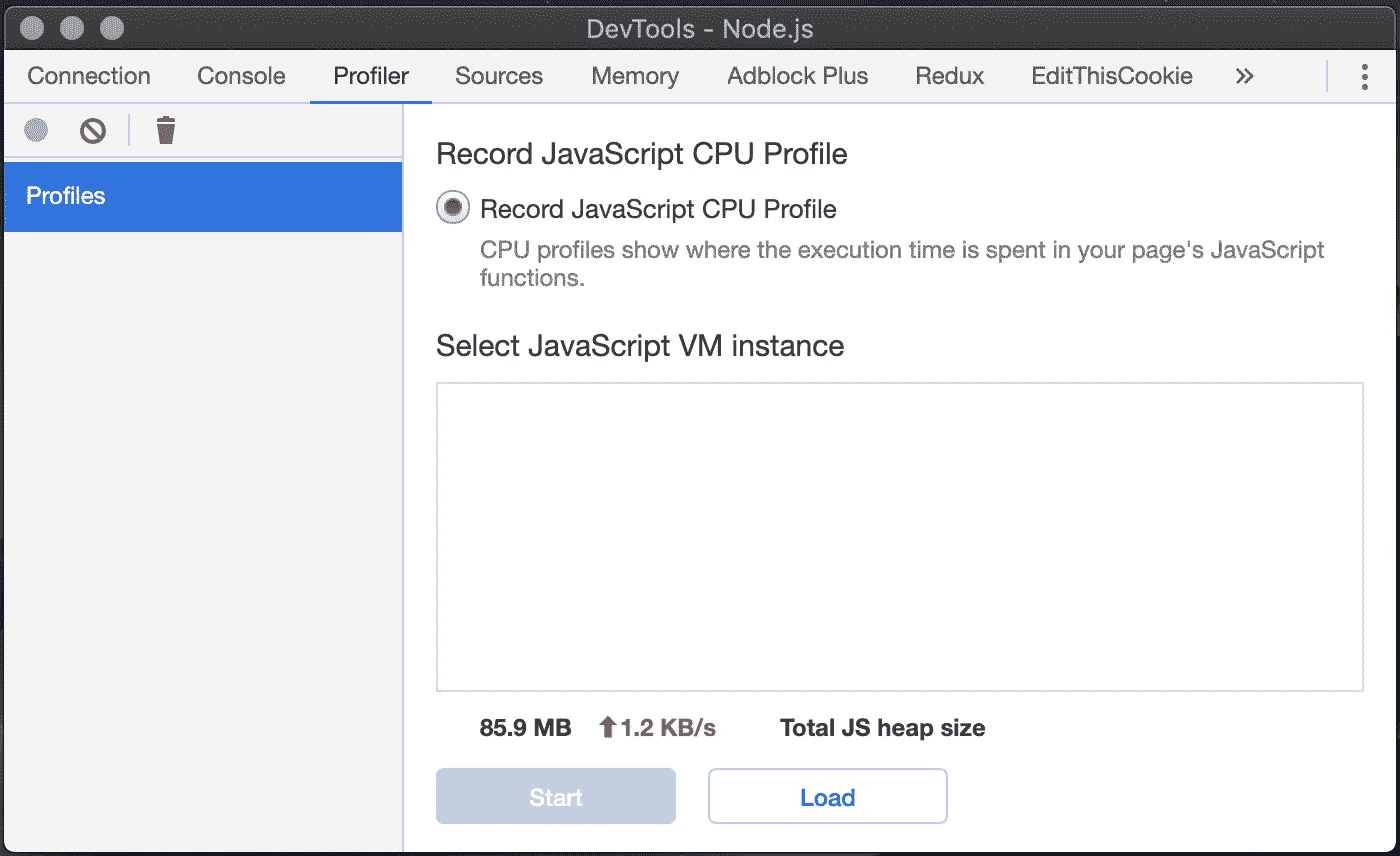 DevTools - Node.js
Connection Console Profiler Sources Memory Adblock Plus Redux EditThisCookie »
Profiles
Record JavaScript CPU Profile
Record JavaScript CPU Profile
CPU profiles show where the execution time is spent in your page's JavaScript
functions.
Select JavaScript VM instance
85.9 MB ⬆1.2 KB/s Total JS heap size
Start Load